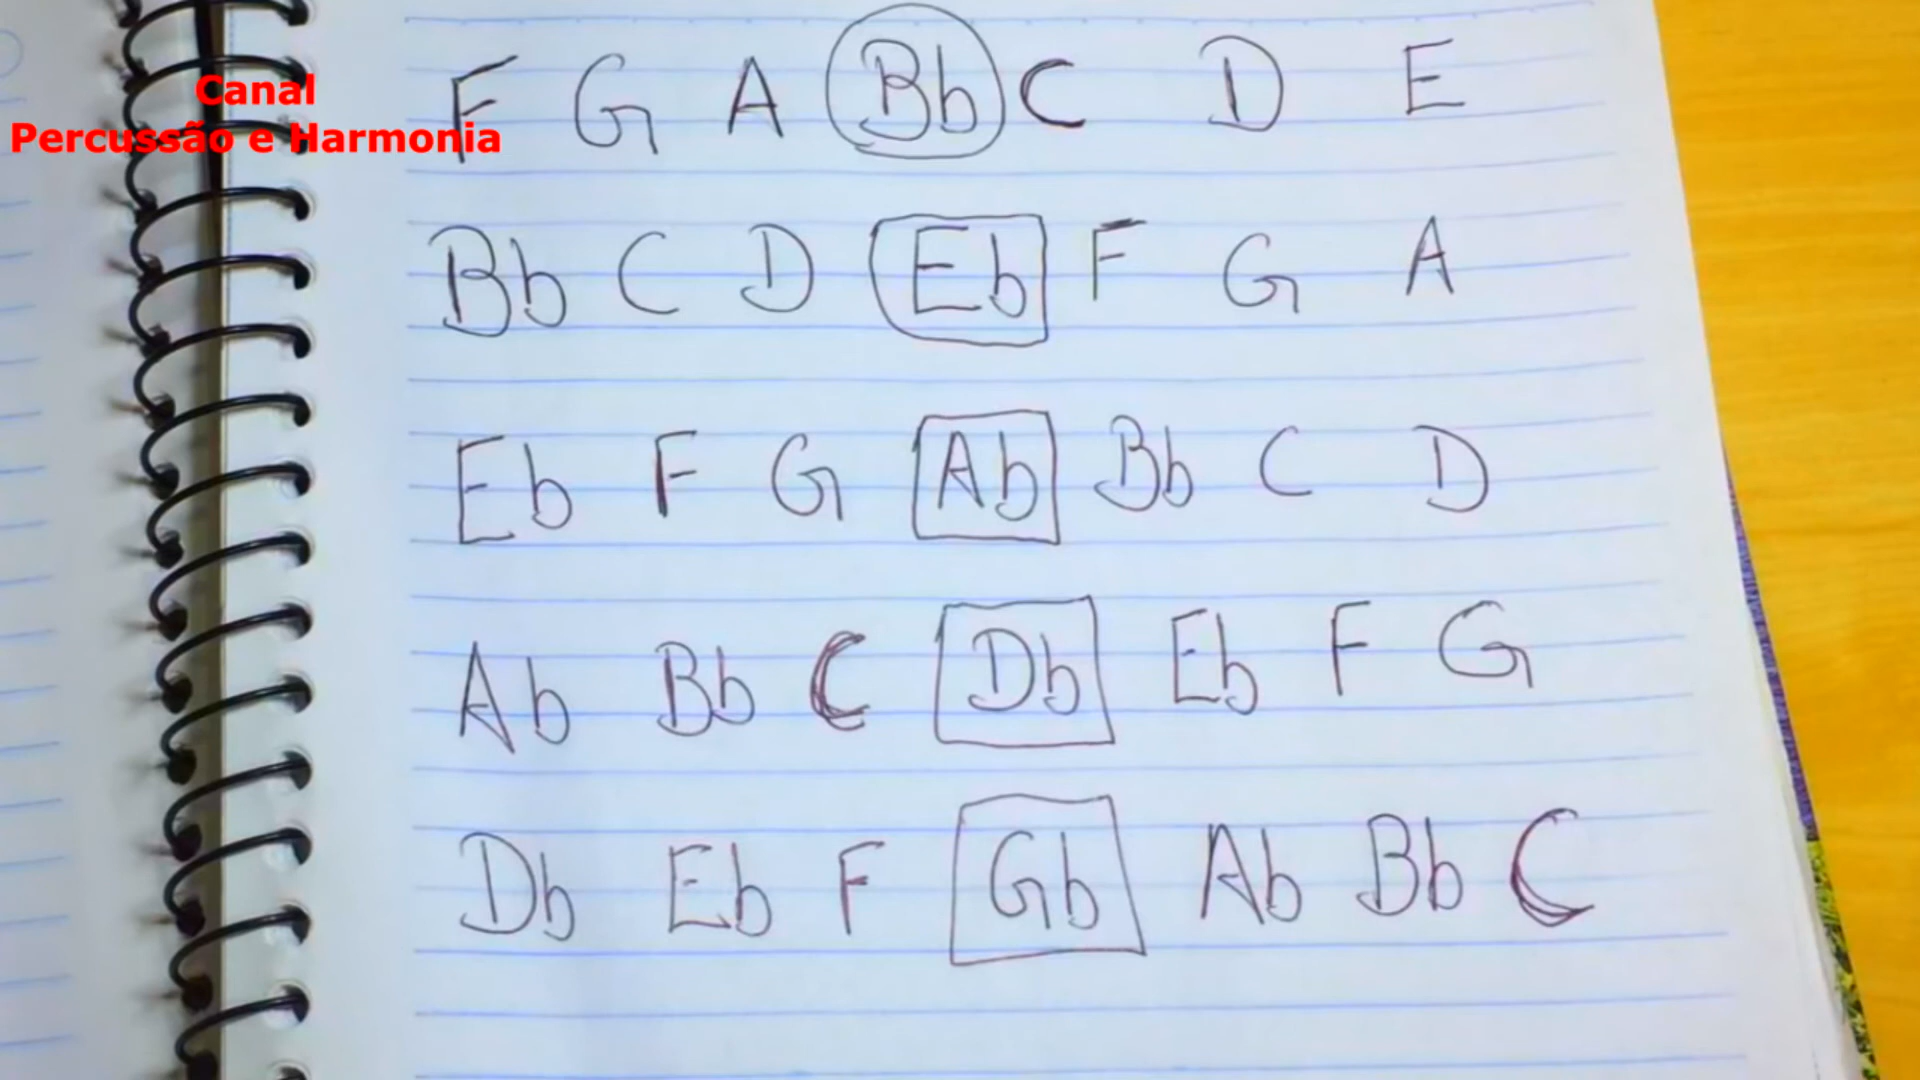 Canal
Percussão e Harmonia
F G A Bb C D E
Bb C D Eb F G A
Eb F G Ab Bb C D
Ab Bb C Db Eb F G
Db Eb F Gb Ab Bb C